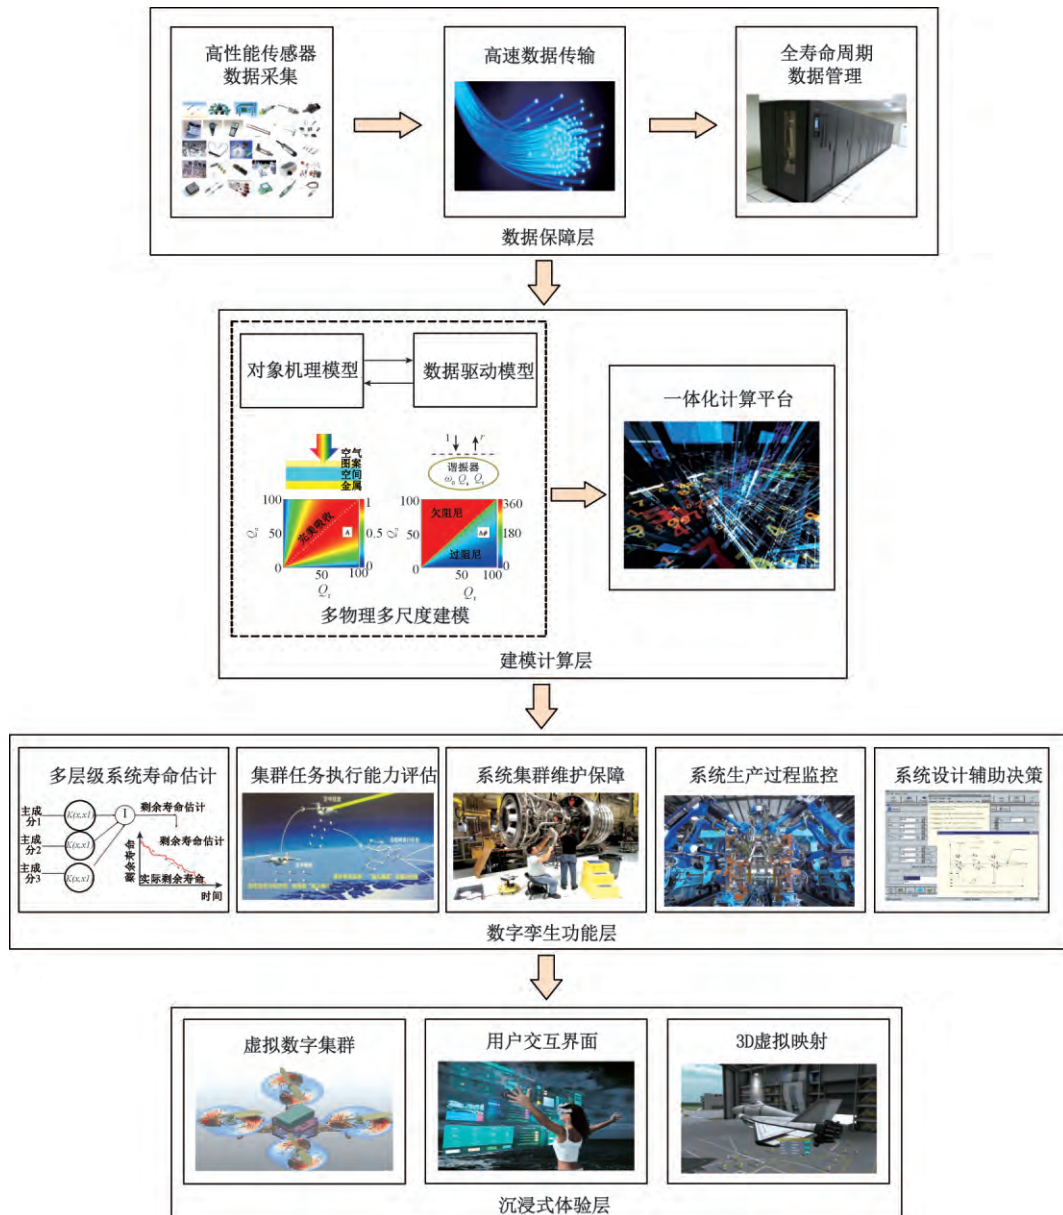 高性能传感器
数据采集
高速数据传输
全寿命周期
数据管理
数据保障层
对象机理模型
数据驱动模型
一体化计算平台
空气
图案
空间
金属
1
r
谐振器
100
50
0
1
0.5
0
完美吸收
A
50
100
100
50
0
360
180
0
欠阻尼
过阻尼
Δφ
50
100
多物理多尺度建模
建模计算层
多层级系统寿命估计
主成
分1
K(x,x1)
主成
分2
K(x,x1)
主成
分3
K(x,x1)
剩余寿命估计
剩余寿命
剩余寿命估计
实际剩余寿命
时间
集群任务执行能力评估
系统集群维护保障
系统生产过程监控
系统设计辅助决策
数字孪生功能层
虚拟数字集群
用户交互界面
3D虚拟映射
沉浸式体验层